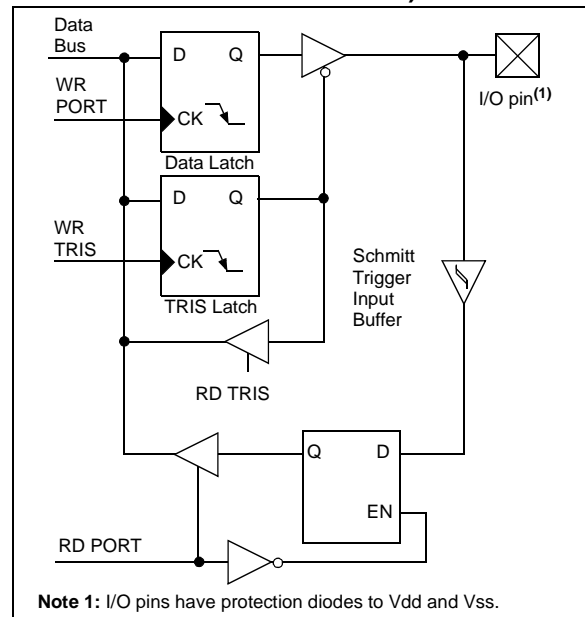 Data
Bus
D Q
WR
PORT
CK
I/O pin(1)
Data Latch
D Q
WR
TRIS
CK
Schmitt
Trigger
Input
Buffer
TRIS Latch
RD TRIS
Q D
EN
RD PORT
Note 1: I/O pins have protection diodes to Vdd and Vss.